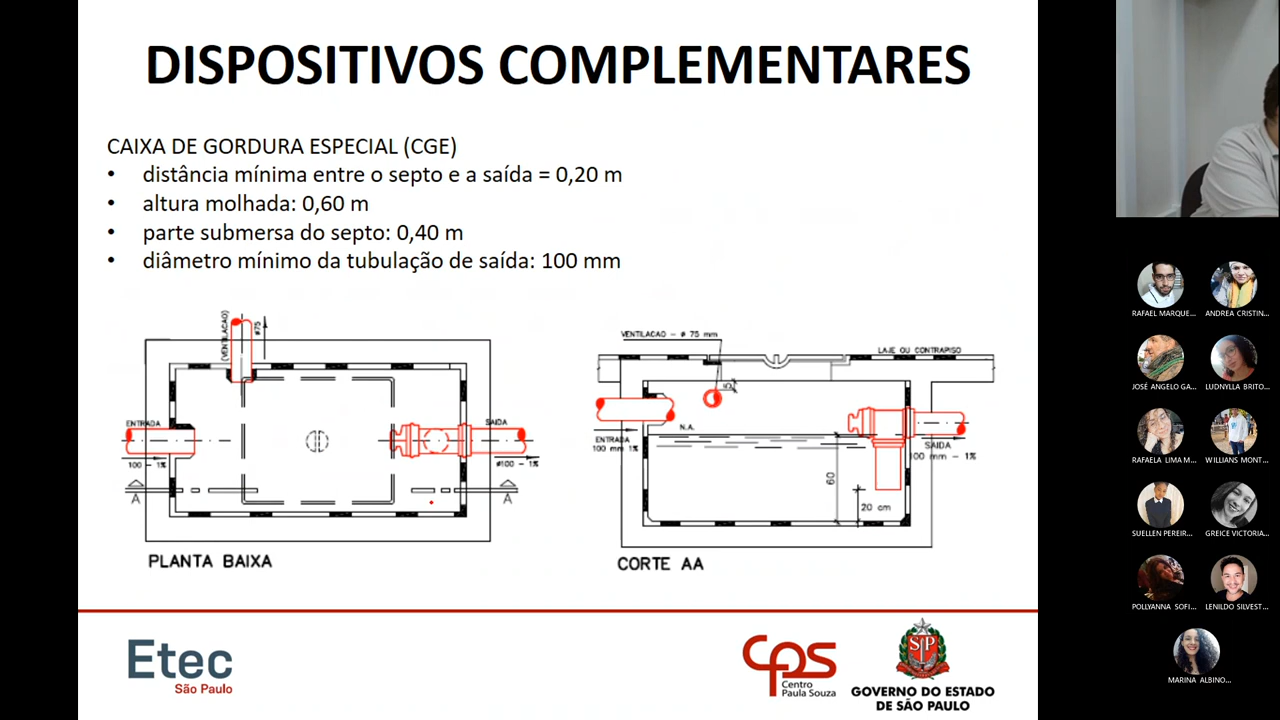 DISPOSITIVOS COMPLEMENTARES
CAIXA DE GORDURA ESPECIAL (CGE)
• distância mínima entre o septo e a saída = 0,20 m
• altura molhada: 0,60 m
• parte submersa do septo: 0,40 m
• diâmetro mínimo da tubulação de saída: 100 mm
(VENTILACAO)
ø75
ENTRADA
100 - 1%
SAIDA
ø100 - 1%
A
A
PLANTA BAIXA
VENTILACAO - ø 75 mm
LAJE OU CONTRAPISO
5
N.A.
ENTRADA
100 mm 1%
SAIDA
100 mm - 1%
60
20 cm
CORTE AA
Etec
São Paulo
cps
Centro
Paula Souza
SP
GOVERNO DO ESTADO
DE SÃO PAULO
RAFAEL MARQUE...
ANDREA CRISTIN...
JOSÉ ANGELO GA...
LUDNYLLA BRITO...
RAFAELA LIMA M...
WILLIANS MONT...
SUELLEN PEREIR...
GREICE VICTORIA...
POLLYANNA SOFI...
LENILDO SILVEST...
MARINA ALBINO...